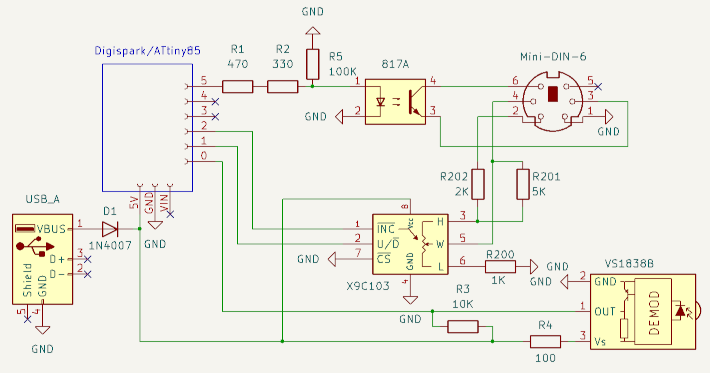 GND
Digispark/ATtiny85
R1
470
R2
330
R5
100K
817A
Mini-DIN-6
5
4
3
2
1
0
5V
GND
VIN
1
2
4
3
GND
6
4
2
5
3
1
GND
R202
2K
R201
5K
USB_A
VBUS
1
D+
3
D-
2
Shield
GND
5
4
GND
D1
1N4007
GND
8
Vcc
1
INC
2
U/D
7
CS
GND
H
3
W
5
L
6
GND
4
X9C103
GND
R200
1K
GND
GND
VS1838B
2
GND
1
OUT
3
Vs
DEMOD
R3
10K
R4
100